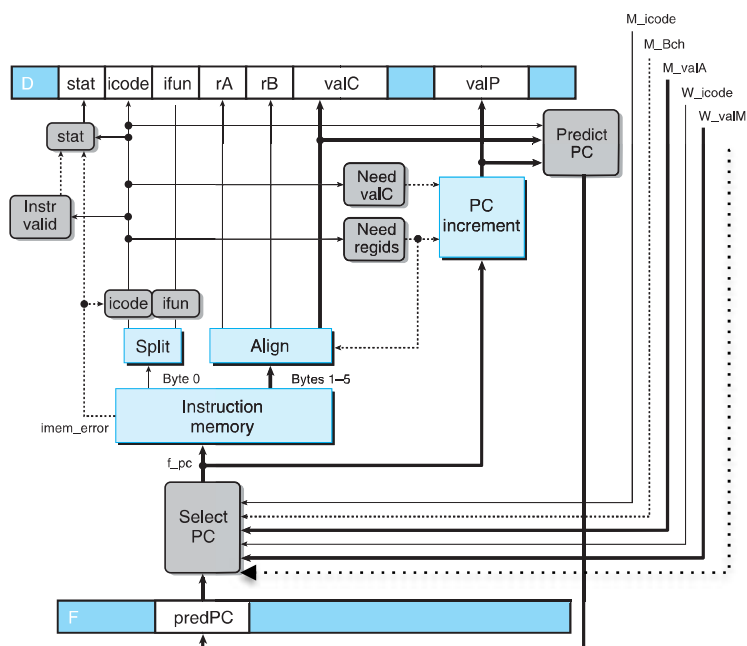 M_icode
M_Bch
M_valA
W_icode
W_valM
D stat icode ifun rA rB valC valP
stat
Predict
PC
Need
valC
Instr
valid
PC
increment
Need
regids
icode ifun
Split
Align
Byte 0
Bytes 1–5
Instruction
memory
imem_error
f_pc
Select
PC
F predPC